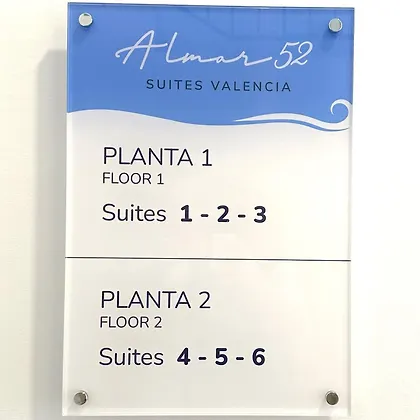 Almar 52
SUITES VALENCIA
PLANTA 1
FLOOR 1
Suites 1 - 2 - 3
PLANTA 2
FLOOR 2
Suites 4 - 5 - 6